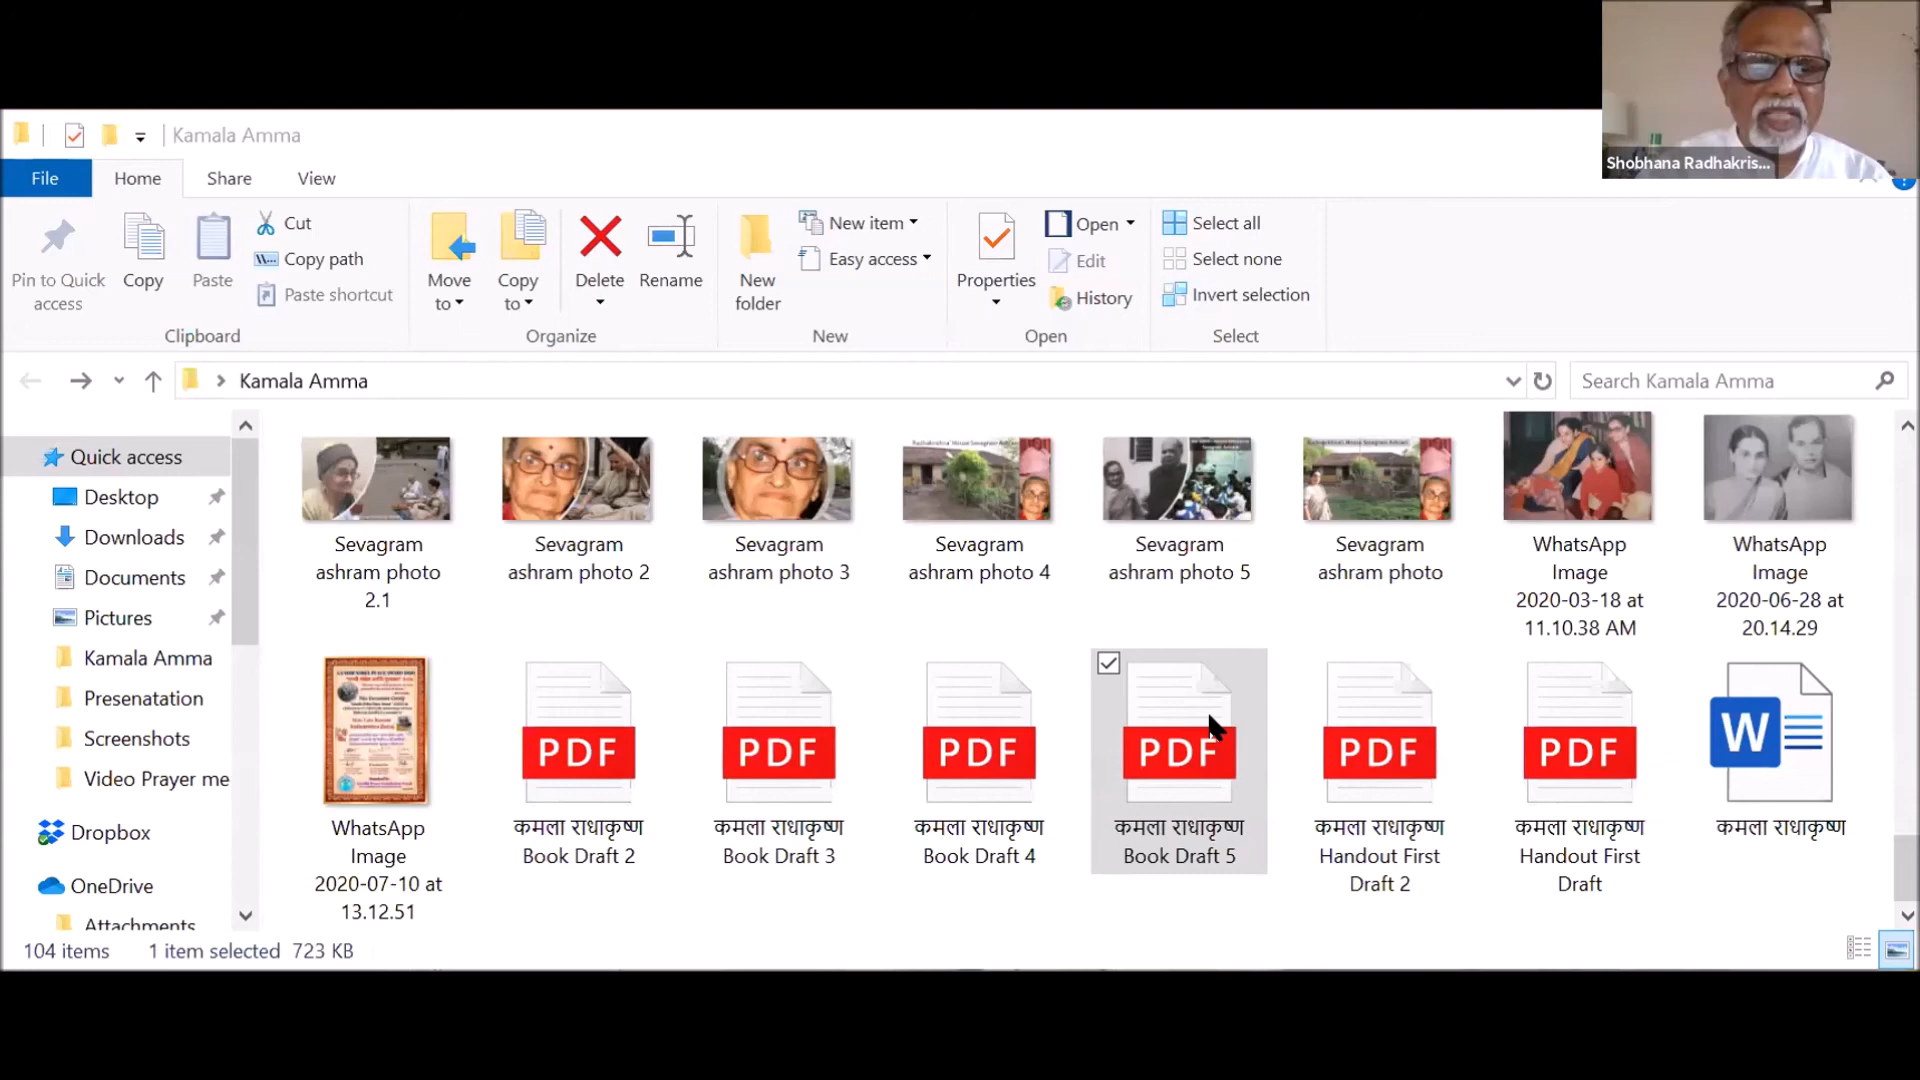 Kamala Amma
Shobhana Radhakris...
File
Home
Share
View
Pin to Quick
access
Copy
Paste
Cut
Copy path
Paste shortcut
Clipboard
Move
to
Copy
to
Delete
Rename
Organize
New
folder
New item
Easy access
New
Properties
Open
Edit
History
Open
Select all
Select none
Invert selection
Select
Kamala Amma
Search Kamala Amma
Quick access
Desktop
Downloads
Documents
Pictures
Kamala Amma
Presenatation
Screenshots
Video Prayer me
Dropbox
OneDrive
Attachments
Sevagram
ashram photo
2.1
Sevagram
ashram photo 2
Sevagram
ashram photo 3
Sevagram
ashram photo 4
Sevagram
ashram photo 5
Sevagram
ashram photo
WhatsApp
Image
2020-03-18 at
11.10.38 AM
WhatsApp
Image
2020-06-28 at
20.14.29
WhatsApp
Image
2020-07-10 at
13.12.51
PDF
कमला राधाकृष्ण
Book Draft 2
PDF
कमला राधाकृष्ण
Book Draft 3
PDF
कमला राधाकृष्ण
Book Draft 4
PDF
कमला राधाकृष्ण
Book Draft 5
PDF
कमला राधाकृष्ण
Handout First
Draft 2
PDF
कमला राधाकृष्ण
Handout First
Draft
W
कमला राधाकृष्ण
104 items
1 item selected 723 KB